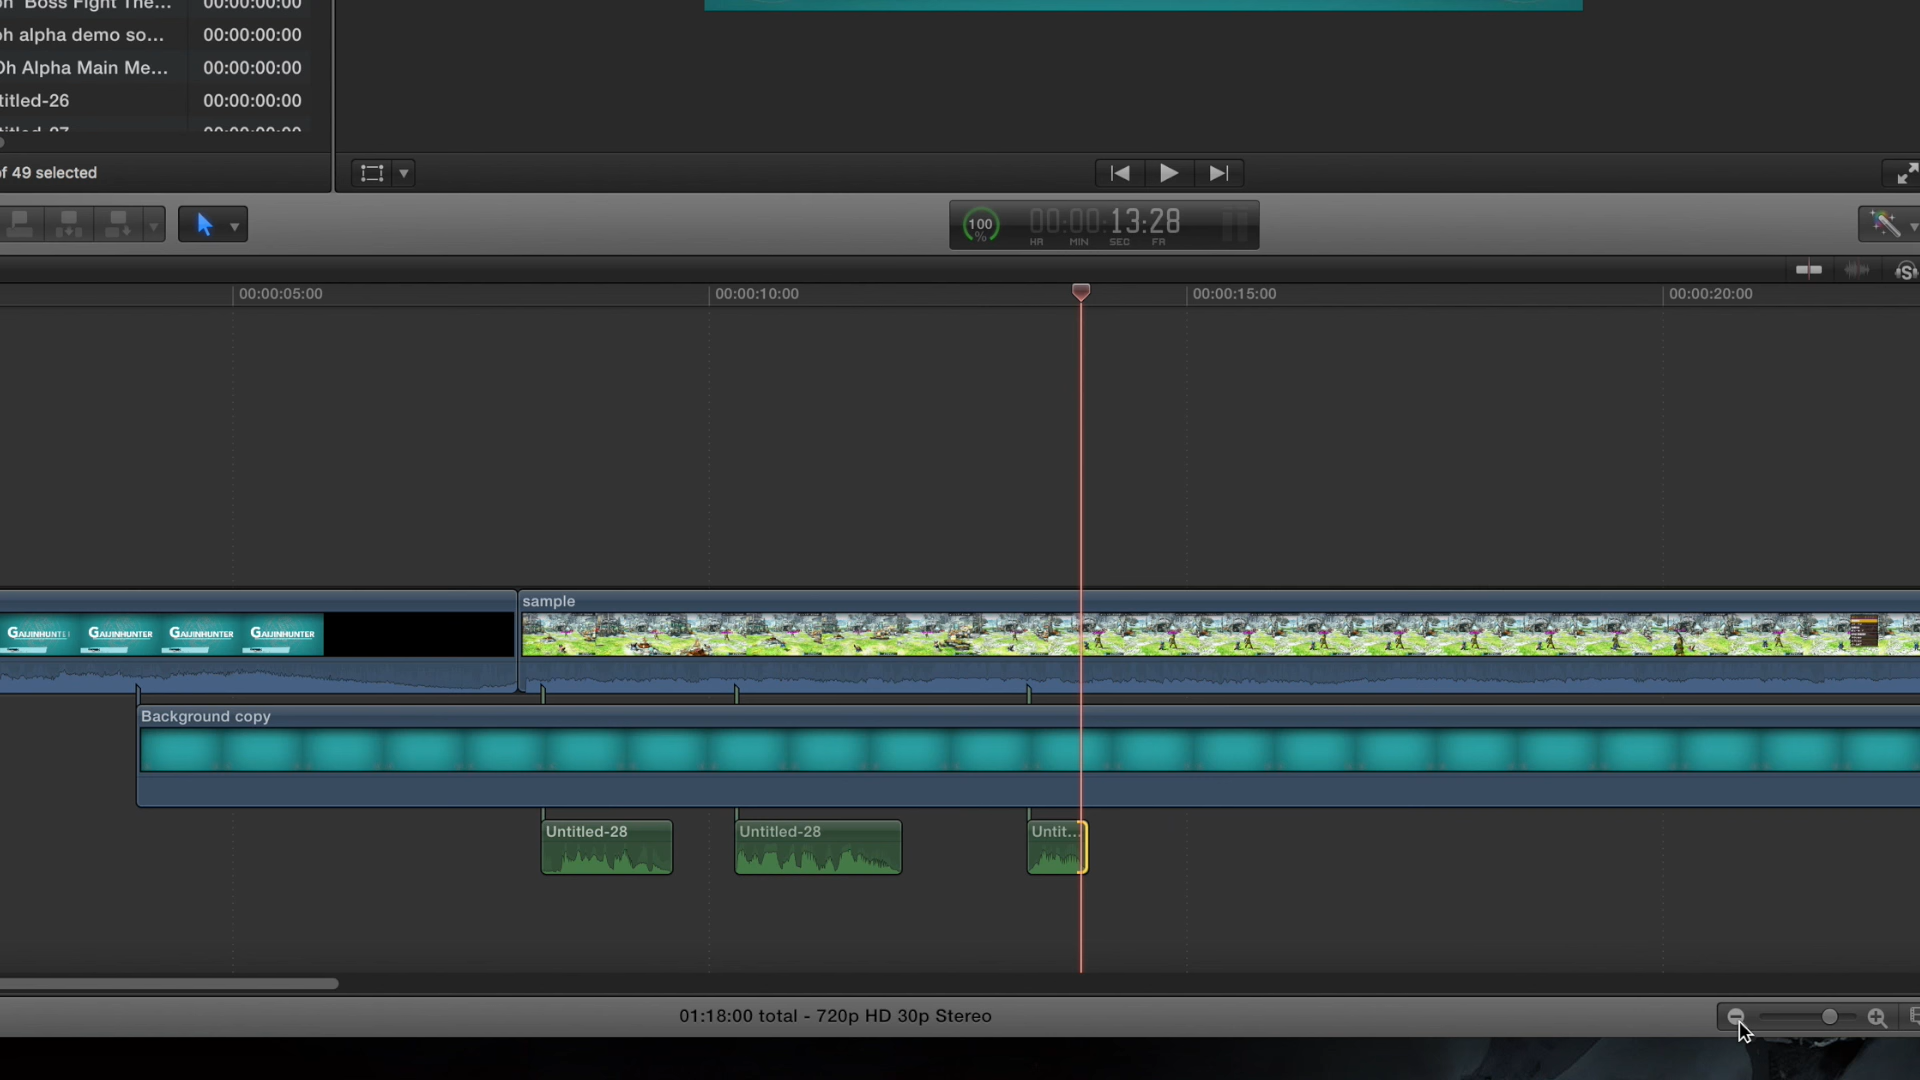 on "Boss Fight The... 00:00:00:00
oh alpha demo so... 00:00:00:00
Oh Alpha Main Me... 00:00:00:00
titled-26 00:00:00:00
titled-27 00:00:00:00
of 49 selected
100 % 00:00:13:28
HR MIN SEC FR
00:00:05:00 00:00:10:00 00:00:15:00 00:00:20:00
sample
GAIJINHUNTER GAIJINHUNTER GAIJINHUNTER GAIJINHUNTER
Background copy
Untitled-28 Untitled-28 Untit...
01:18:00 total - 720p HD 30p Stereo